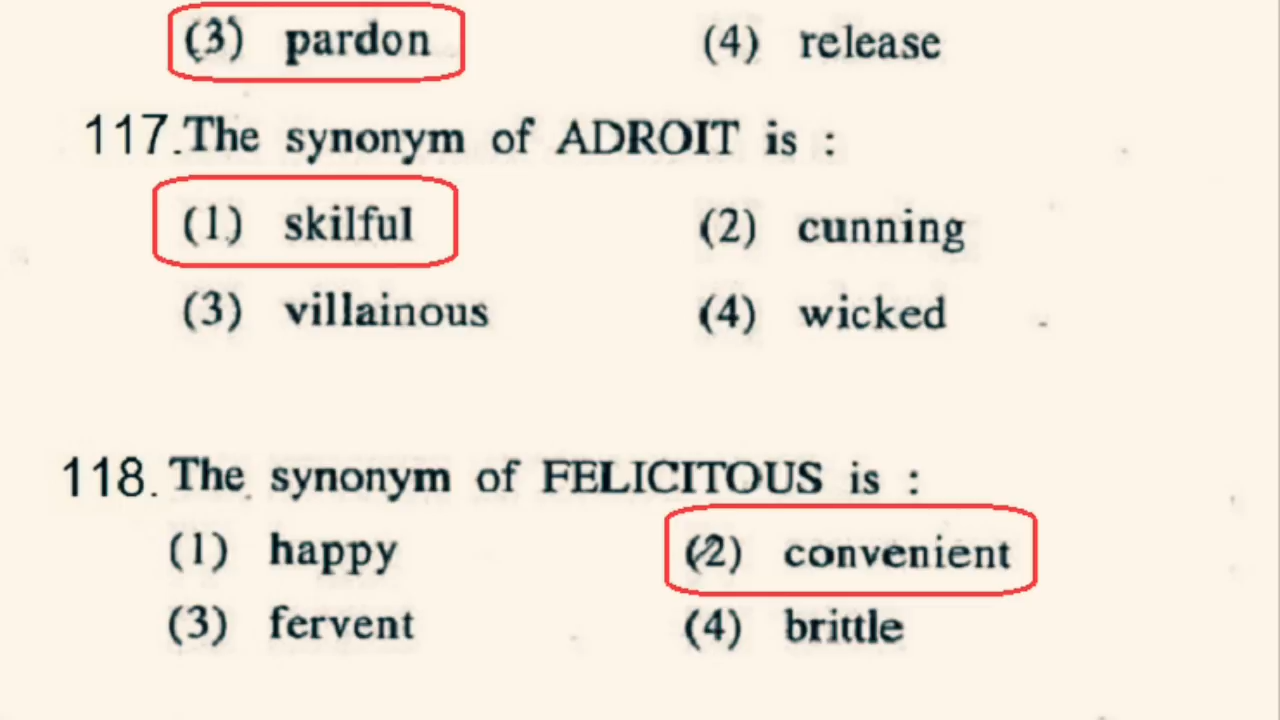 (3) pardon (4) release
117.The synonym of ADROIT is :
(1) skilful (2) cunning
(3) villainous (4) wicked
118. The synonym of FELICITOUS is :
(1) happy (2) convenient
(3) fervent (4) brittle